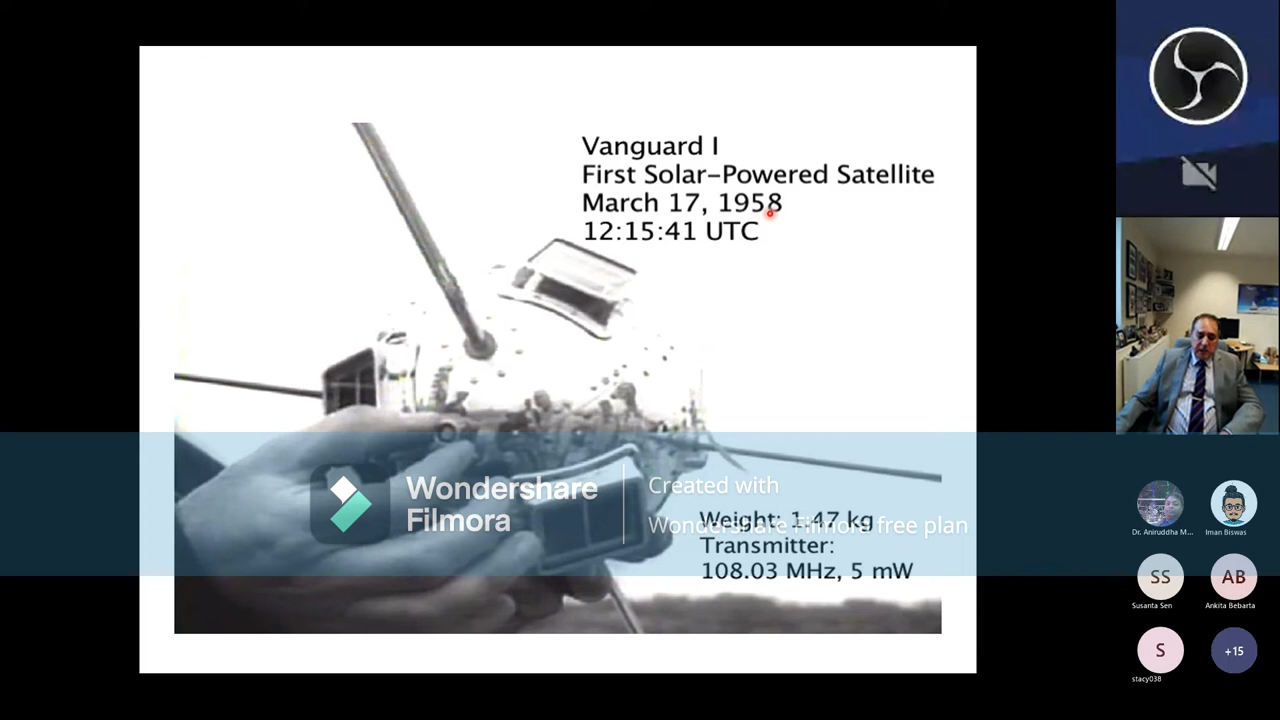 Vanguard I
First Solar-Powered Satellite
March 17, 1958
12:15:41 UTC
Wondershare
Filmora
Created with
Wondershare Filmora free plan
Weight: 1.47 kg
Transmitter:
108.03 MHz, 5 mW
Dr. Aniruddha M...
Iman Biswas
SS
AB
Susanta Sen
Ankita Bebarta
S
+15
stacy038